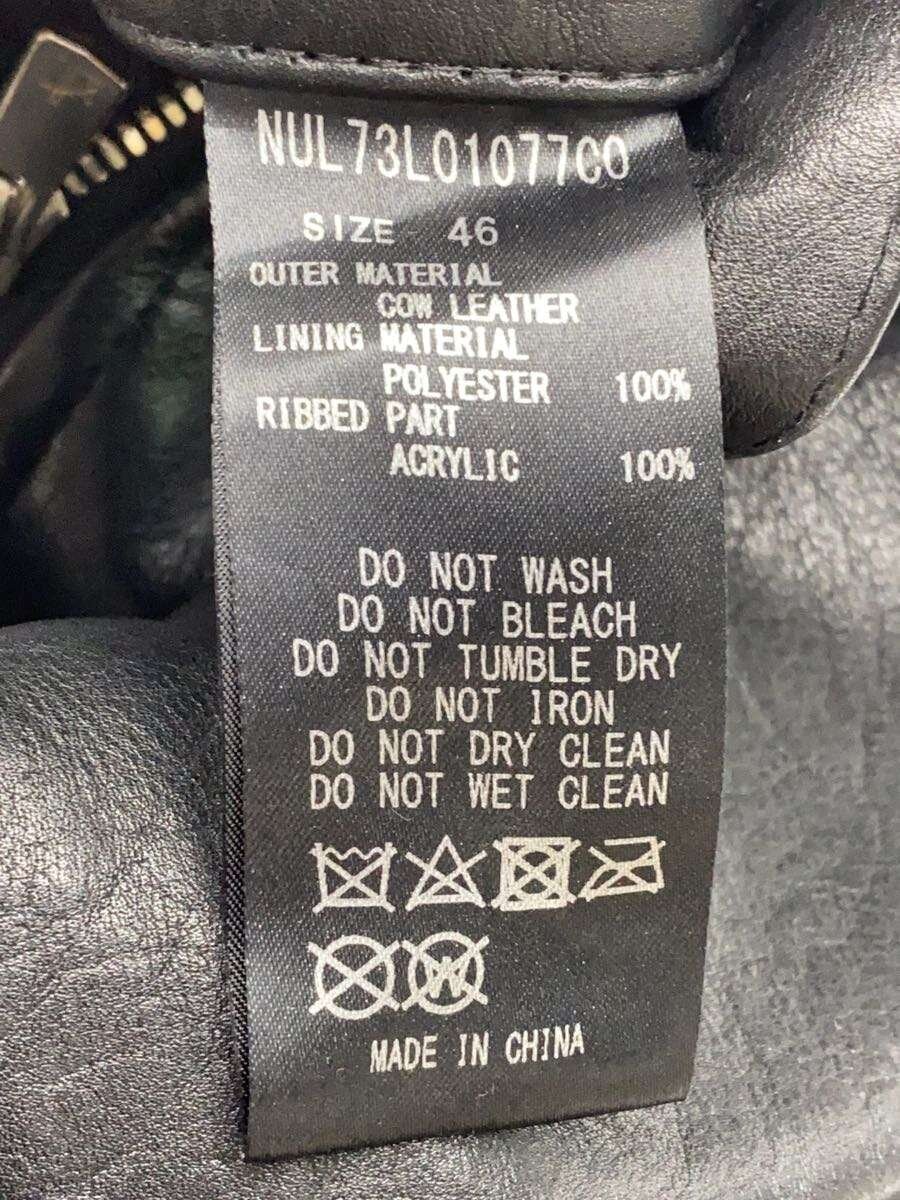 NUL73L01077CO
SIZE 46
OUTER MATERIAL
COW LEATHER
LINING MATERIAL
POLYESTER 100%
RIBBED PART
ACRYLIC 100%
DO NOT WASH
DO NOT BLEACH
DO NOT TUMBLE DRY
DO NOT IRON
DO NOT DRY CLEAN
DO NOT WET CLEAN
W
MADE IN CHINA